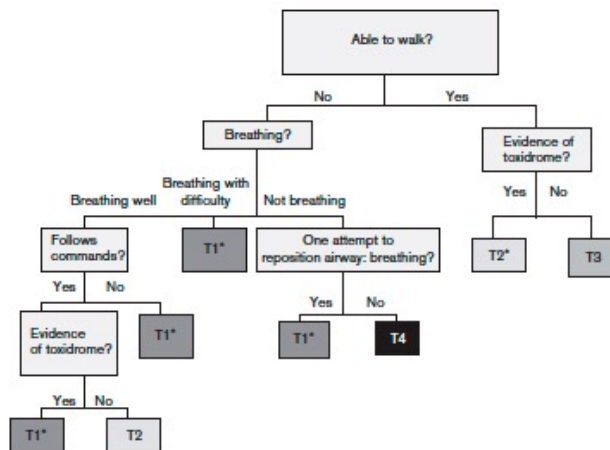 Able to walk?
No
Yes
Breathing?
Evidence of
toxidrome?
Breathing well
Breathing with
difficulty
Not breathing
Yes
No
Follows
commands?
T1*
One attempt to
reposition airway: breathing?
T2*
T3
Yes
No
Yes
No
Evidence
of toxidrome?
T1*
T1*
T4
Yes
No
T1*
T2